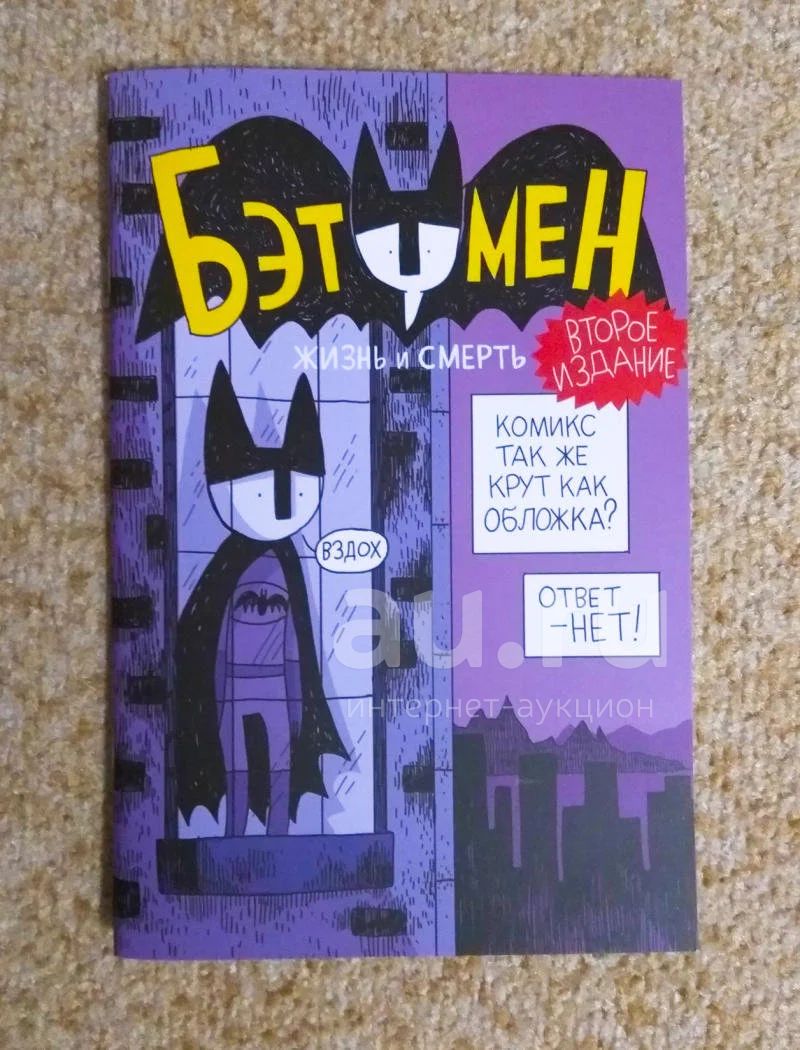 БЭТМЕН
ЖИЗНЬ И СМЕРТЬ
ВТОРОЕ
ИЗДАНИЕ
КОМИКС
ТАК ЖЕ
КРУТ КАК
ОБЛОЖКА?
ВЗДОХ
ОТВЕТ
-НЕТ!
au.ru
интернет-аукцион